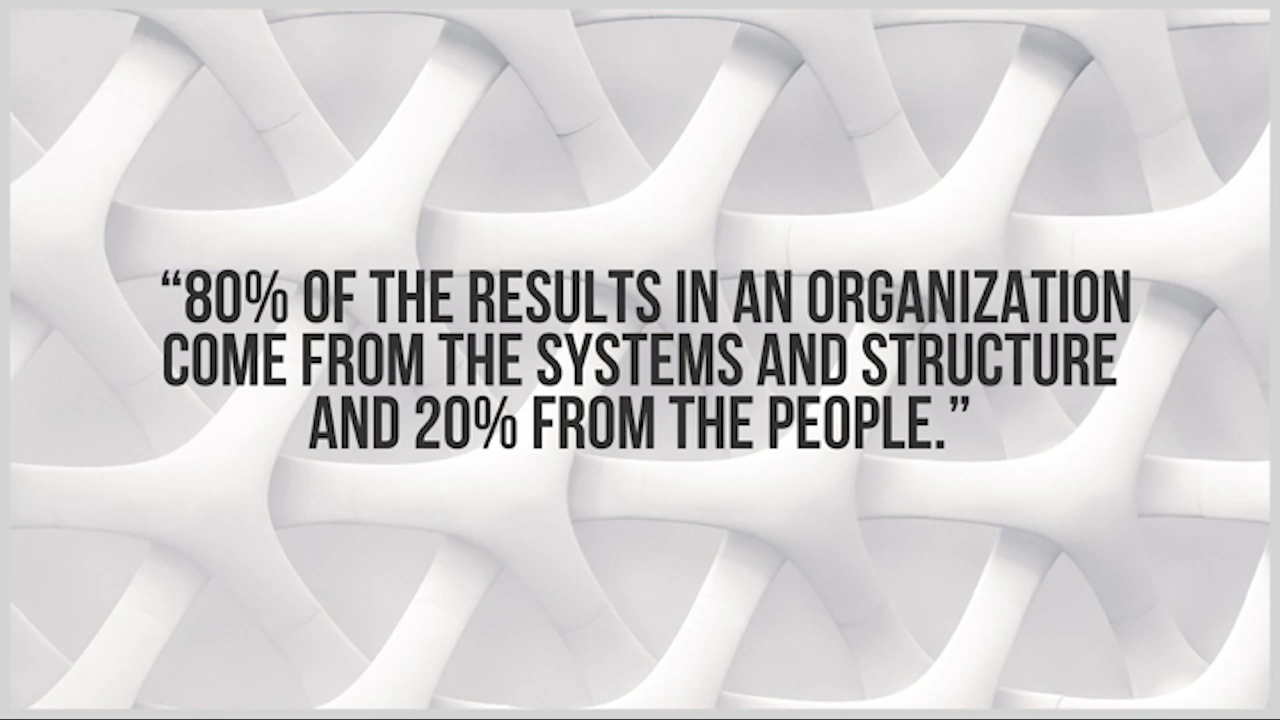 “80% OF THE RESULTS IN AN ORGANIZATION
COME FROM THE SYSTEMS AND STRUCTURE
AND 20% FROM THE PEOPLE.”